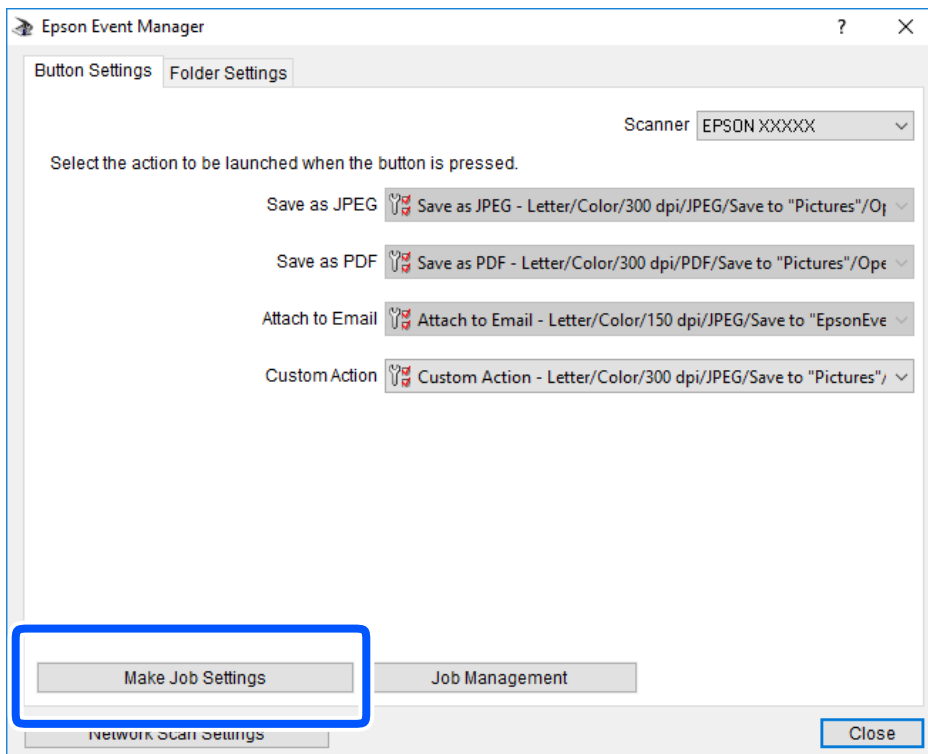 Epson Event Manager
Button Settings Folder Settings
Scanner EPSON XXXXX
Select the action to be launched when the button is pressed.
Save as JPEG Save as JPEG - Letter/Color/300 dpi/JPEG/Save to "Pictures"/Op
Save as PDF Save as PDF - Letter/Color/300 dpi/PDF/Save to "Pictures"/Ope
Attach to Email Attach to Email - Letter/Color/150 dpi/JPEG/Save to "EpsonEve
Custom Action Custom Action - Letter/Color/300 dpi/JPEG/Save to "Pictures"/
Make Job Settings Job Management
Network Scan Settings Close